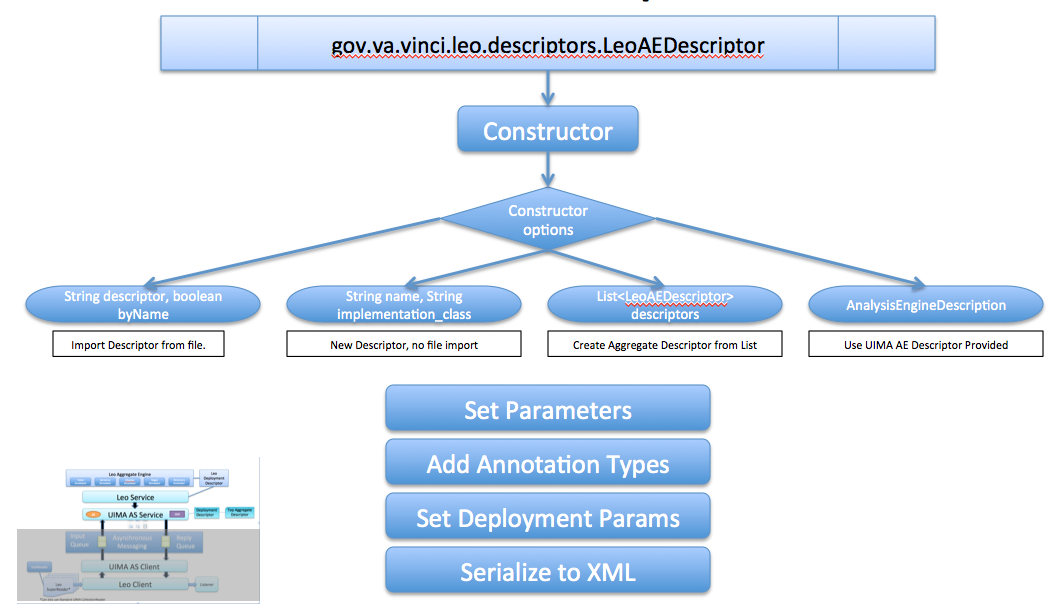 gov.va.vinci.leo.descriptors.LeoAEDescriptor
Constructor
Constructor
options
String descriptor, boolean
byName
String name, String
implementation_class
List<LeoAEDescriptor>
descriptors
AnalysisEngineDescription
Import Descriptor from file.
New Descriptor, no file import
Create Aggregate Descriptor from List
Use UIMA AE Descriptor Provided
Set Parameters
Add Annotation Types
Set Deployment Params
Serialize to XML
Leo Aggregate Engine
Leo
Deployment
Descriptor
Leo Service
UIMA AS Service
Deployment
Descriptor
Top Aggregate
Descriptor
Input
Queue
Asynchronous
Messaging
Reply
Queue
UIMA AS Client
Leo Client
Listener